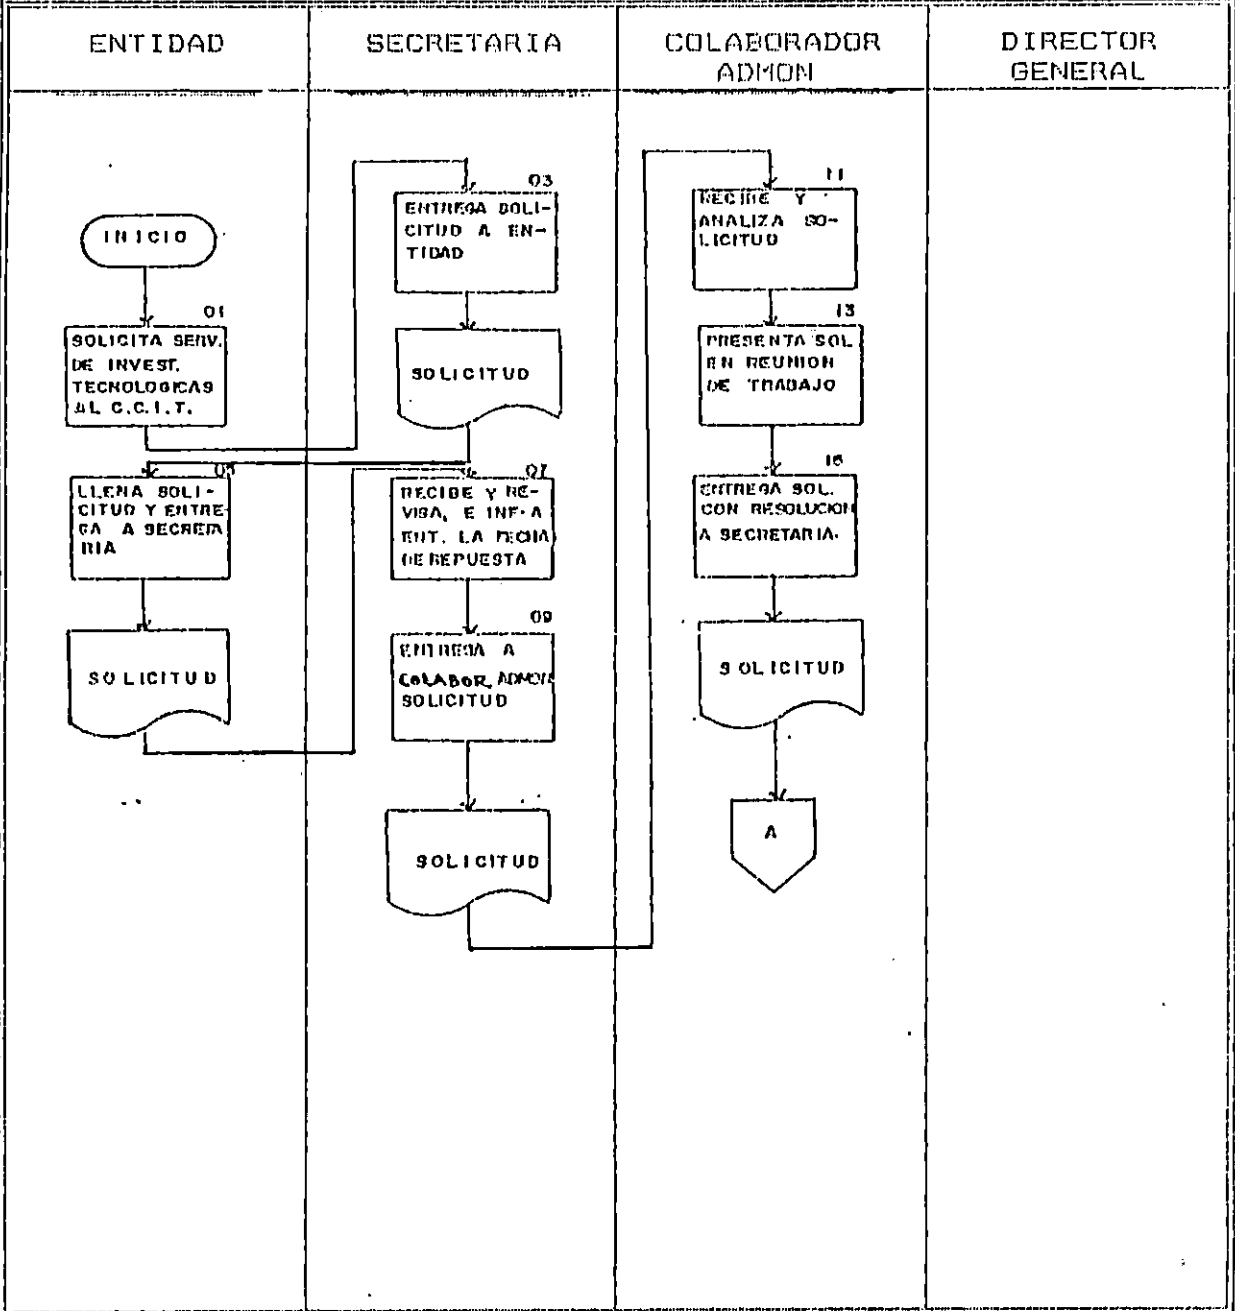 ENTIDAD
SECRETARIA
COLABORADOR
ADMON
DIRECTOR
GENERAL
INICIO
01
SOLICITA SERV.
DE INVEST.
TECNOLOGICAS
AL C.C.I.T.
03
ENTREGA SOLI-
CITUD A EN-
TIDAD
SOLICITUD
05
LLENA SOLI-
CITUD Y ENTRE-
GA A SECRETA
RIA
SOLICITUD
07
RECIBE Y RE-
VISA, E INF. A
ENT. LA FECHA
DE REPUESTA
09
ENTREGA A
COLABOR. ADMON
SOLICITUD
SOLICITUD
11
RECIBE Y
ANALIZA SO-
LICITUD
13
PRESENTA SOL
EN REUNION
DE TRABAJO
15
ENTREGA SOL.
CON RESOLUCION
A SECRETARIA.
SOLICITUD
A